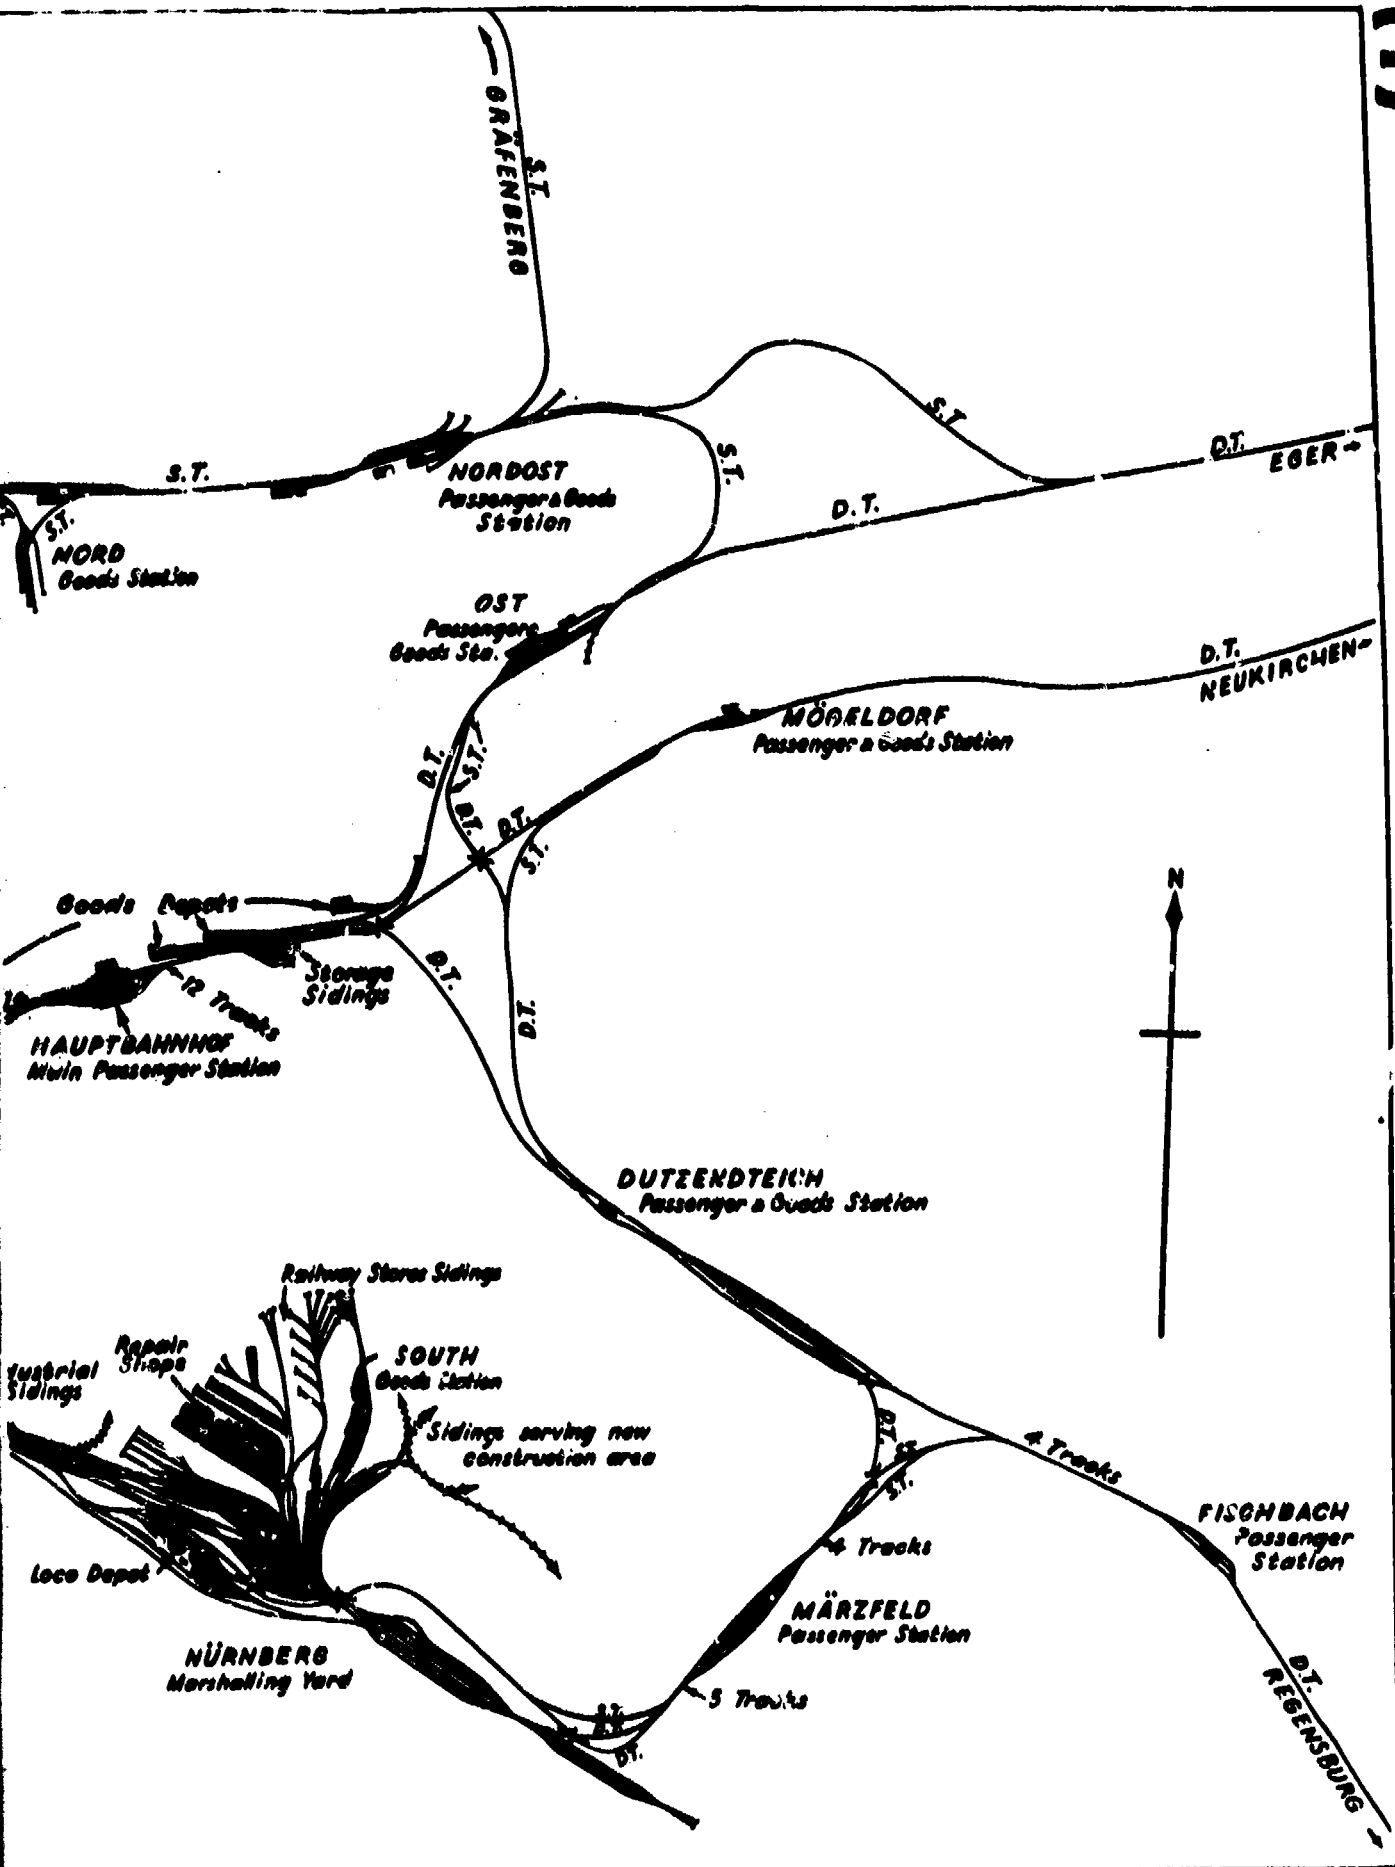 GRÄFENBERG
S.T.
S.T
D.T.
EGER
S.T.
NORDOST
Passenger & Goods
Station
S.T.
D.T.
S.T.
NORD
Goods Station
OST
Passenger &
Goods Sta.
D.T.
NEUKIRCHEN
MÖGELDORF
Passenger & Goods Station
D.T.
S.T.
D.T.
D.T.
S.T.
Goods Depots
D.T.
Storage
Sidings
12 Tracks
D.T.
HAUPTBAHNHOF
Main Passenger Station
N
DUTZENDTEICH
Passenger & Goods Station
Railway Stores Sidings
Repair
Shops
SOUTH
Goods Station
Sidings
Sidings serving new
construction area
D.T.
S.T.
4 Tracks
FISCHBACH
Passenger
Station
4 Tracks
Loco Depot
MÄRZFELD
Passenger Station
NÜRNBERG
Marshalling Yard
5 Tracks
S.T.
D.T.
D.T.
REGENSBURG